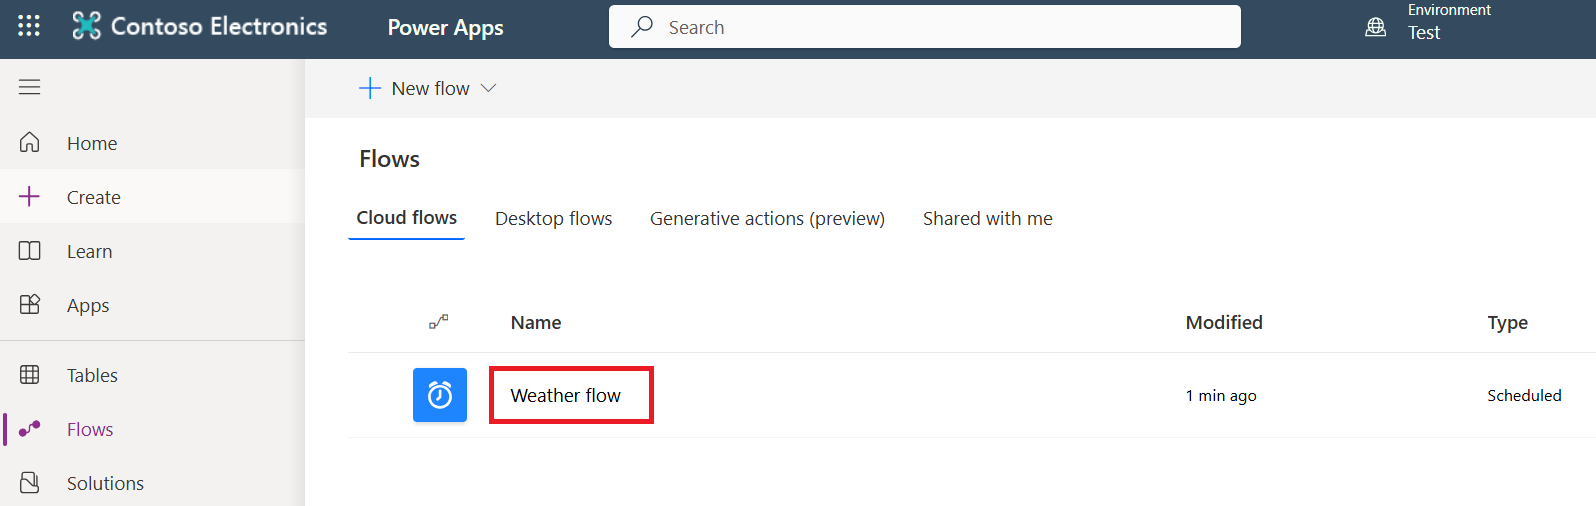 Contoso Electronics
Power Apps
Search
Environment
Test
New flow
Home
Create
Learn
Apps
Tables
Flows
Solutions
Flows
Cloud flows Desktop flows Generative actions (preview) Shared with me
Name Modified Type
Weather flow 1 min ago Scheduled